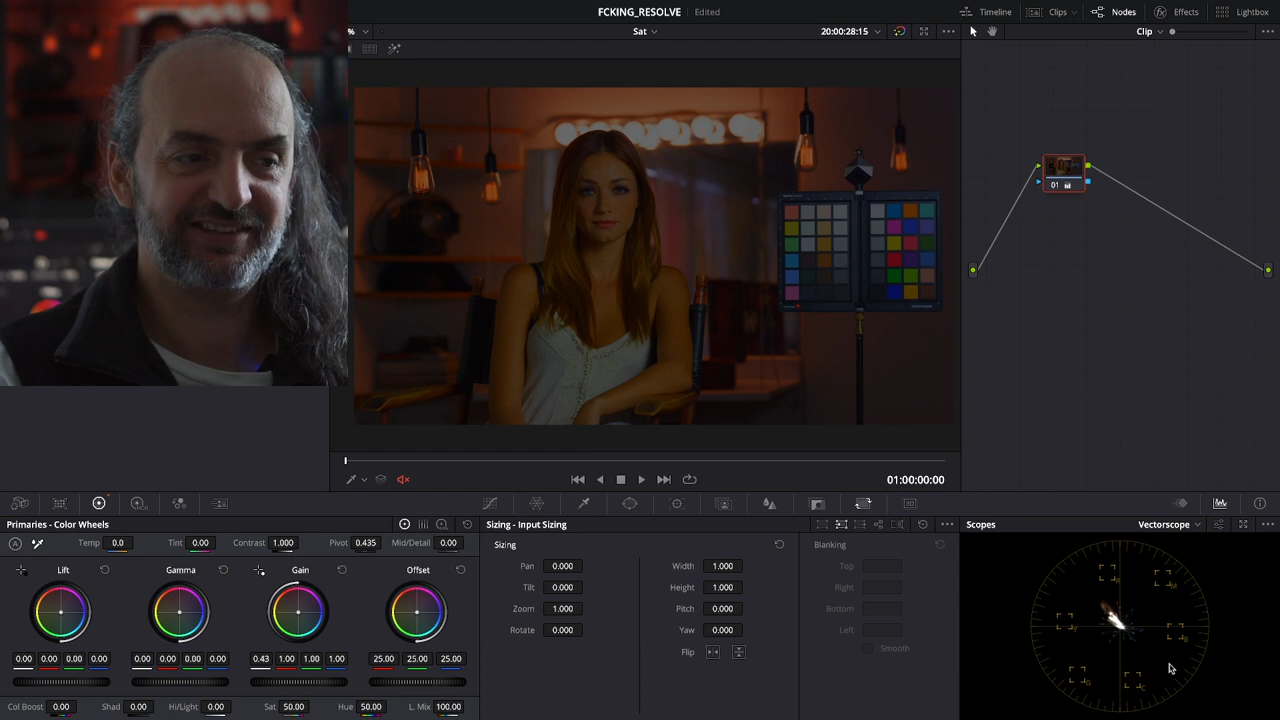 FCKING_RESOLVE Edited
Timeline Clips Nodes Effects Lightbox
% Sat 20:00:28:15 Clip
01
01:00:00:00
Primaries - Color Wheels Sizing - Input Sizing Scopes Vectorscope
A Temp 0.0 Tint 0.00 Contrast 1.000 Pivot 0.435 Mid/Detail 0.00 Sizing Blanking
Lift Gamma Gain Offset Pan 0.000 Width 1.000 Top
Tilt 0.000 Height 1.000 Right
Zoom 1.000 Pitch 0.000 Bottom
Rotate 0.000 Yaw 0.000 Left
Flip Smooth
0.00 0.00 0.00 0.00 0.00 0.00 0.00 0.00 0.43 1.00 1.00 1.00 25.00 25.00 25.00
Col Boost 0.00 Shad 0.00 Hi/Light 0.00 Sat 50.00 Hue 50.00 L. Mix 100.00
R M
Y B
G C